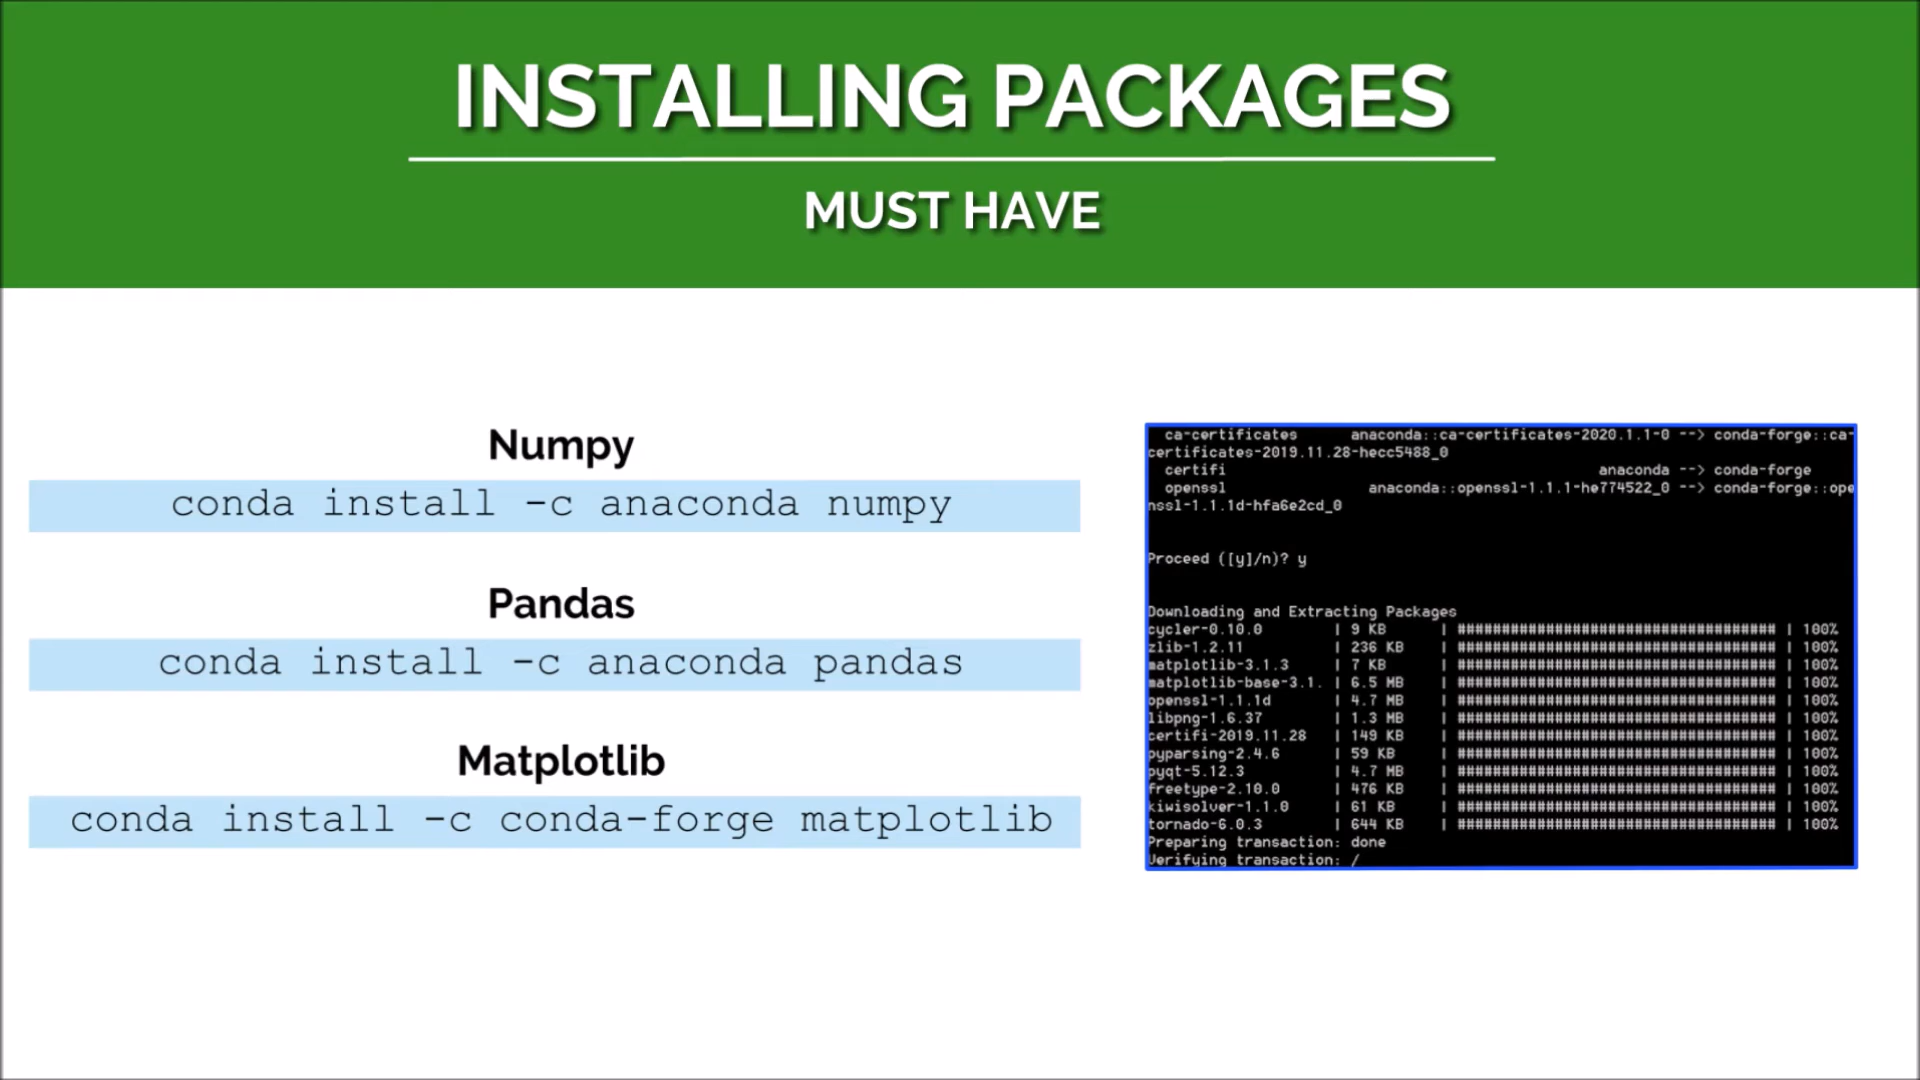 INSTALLING PACKAGES
MUST HAVE
Numpy
conda install -c anaconda numpy
Pandas
conda install -c anaconda pandas
Matplotlib
conda install -c conda-forge matplotlib
ca-certificates anaconda::ca-certificates-2020.1.1-0 --> conda-forge::ca-
certificates-2019.11.28-hecc5488_0
certifi anaconda --> conda-forge
openssl anaconda::openssl-1.1.1-he774522_0 --> conda-forge::ope
nssl-1.1.1d-hfa6e2cd_0
Proceed ([y]/n)? y
Downloading and Extracting Packages
cycler-0.10.0 | 9 KB | #################################### | 100%
zlib-1.2.11 | 236 KB | #################################### | 100%
matplotlib-3.1.3 | 7 KB | #################################### | 100%
matplotlib-base-3.1. | 6.5 MB | #################################### | 100%
openssl-1.1.1d | 4.7 MB | #################################### | 100%
libpng-1.6.37 | 1.3 MB | #################################### | 100%
certifi-2019.11.28 | 149 KB | #################################### | 100%
pyparsing-2.4.6 | 59 KB | #################################### | 100%
pyqt-5.12.3 | 4.7 MB | #################################### | 100%
freetype-2.10.0 | 476 KB | #################################### | 100%
kiwisolver-1.1.0 | 61 KB | #################################### | 100%
tornado-6.0.3 | 644 KB | #################################### | 100%
Preparing transaction: done
Verifying transaction: /